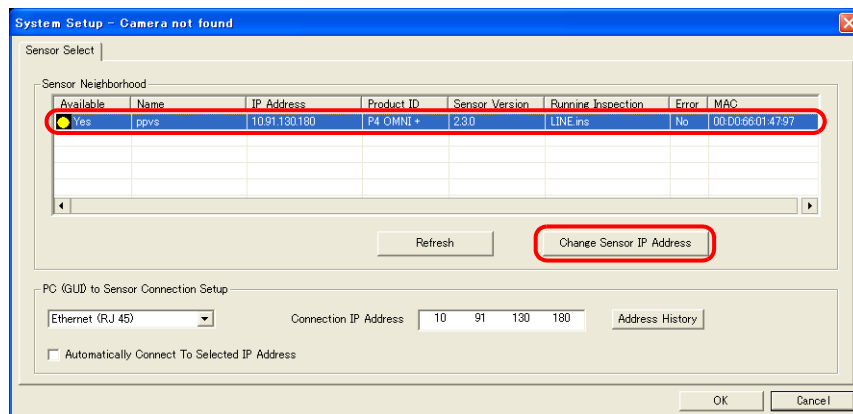 System Setup - Camera not found
Sensor Select
Sensor Neighborhood
Available Name IP Address Product ID Sensor Version Running Inspection Error MAC
Yes ppvs 10.91.130.180 P4 OMNI + 2.3.0 LINE.ins No 00:D0:66:01:47:97
Refresh Change Sensor IP Address
PC (GUI) to Sensor Connection Setup
Ethernet (RJ 45) Connection IP Address 10 91 130 180 Address History
Automatically Connect To Selected IP Address
OK Cancel